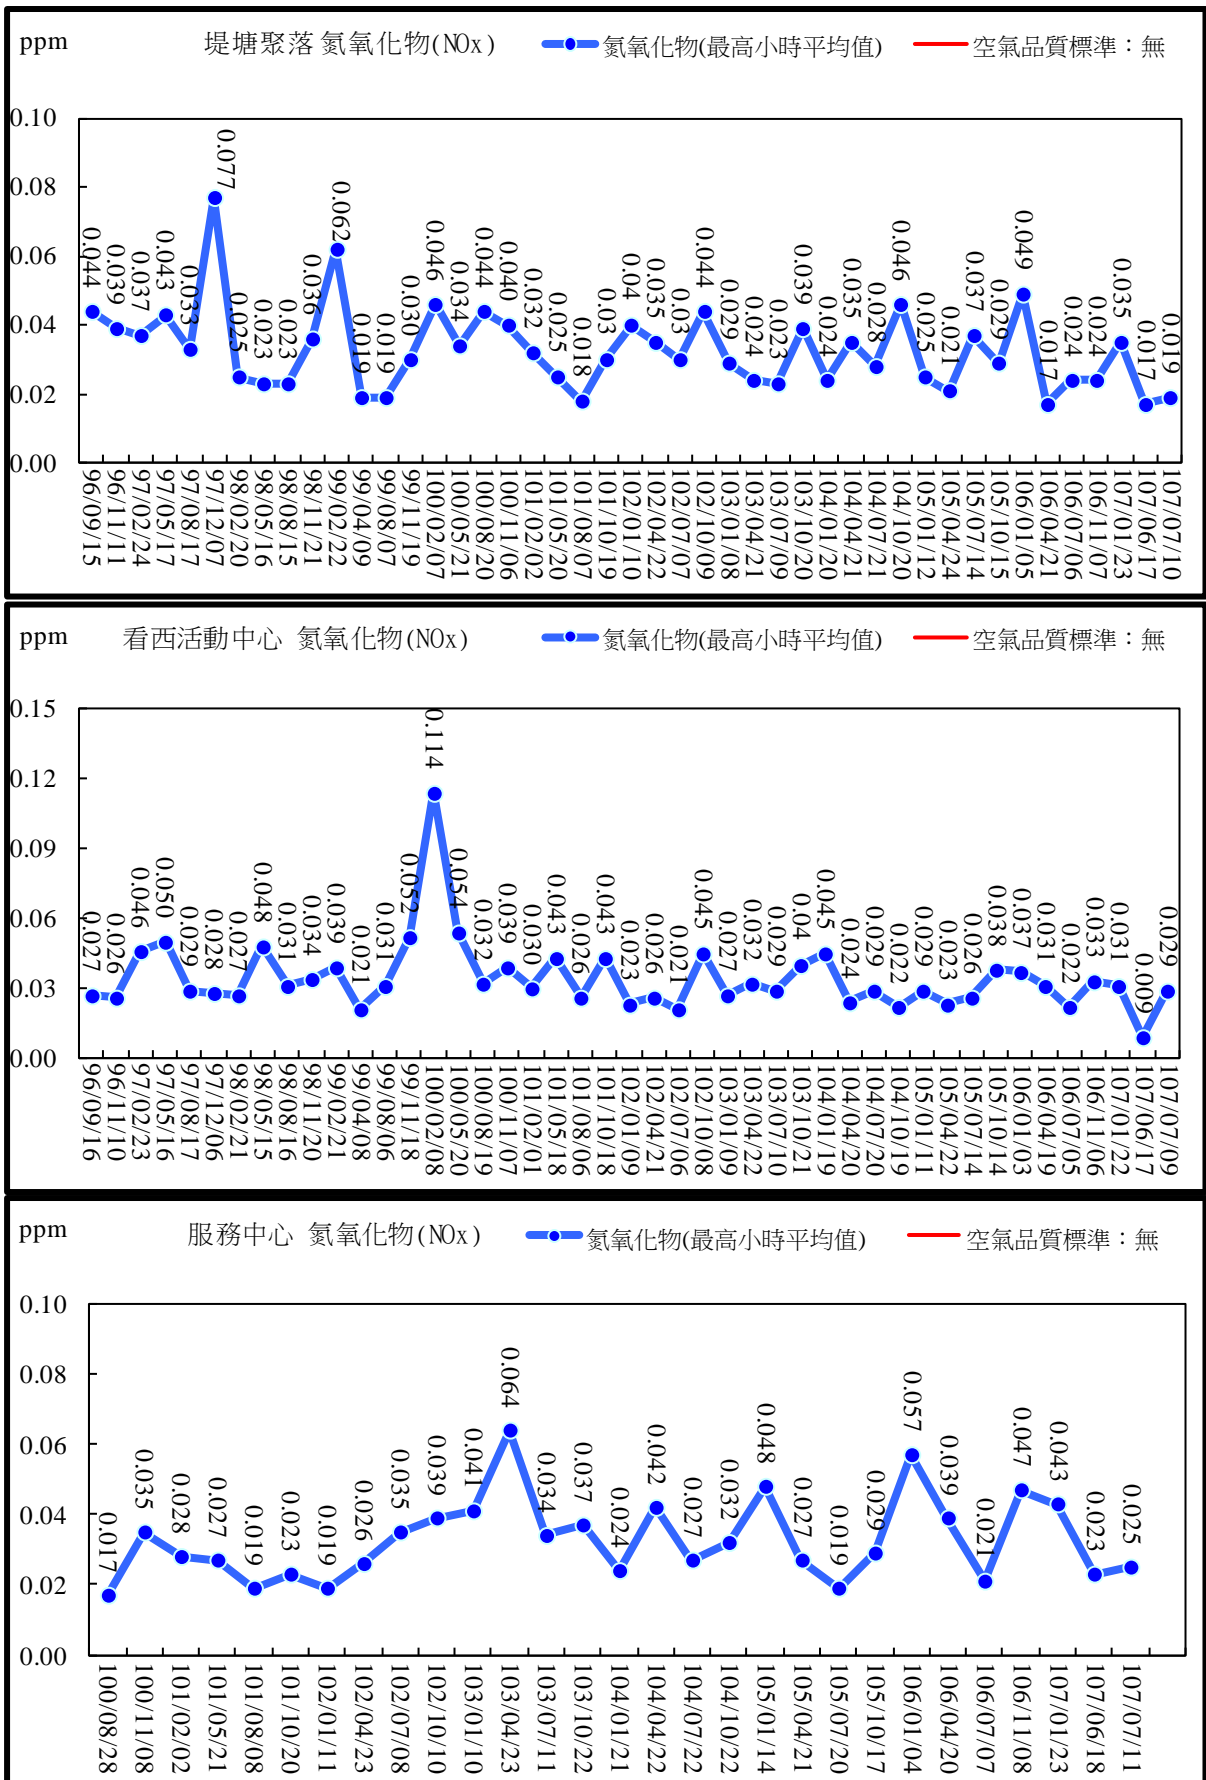 ppm 堤塘聚落 氮氧化物(NOx) 氮氧化物(最高小時平均值) 空氣品質標準：無
0.10
0.08
0.06
0.04
0.02
0.00
0.044 0.039 0.037 0.043 0.033 0.077 0.025 0.023 0.023 0.036 0.062 0.019 0.019 0.030 0.046 0.034 0.044 0.040 0.032 0.025 0.018 0.03 0.04 0.035 0.03 0.044 0.029 0.024 0.023 0.039 0.024 0.035 0.028 0.046 0.025 0.021 0.037 0.029 0.049 0.017 0.024 0.024 0.035 0.017 0.019
96/09/15 96/11/11 97/02/24 97/05/17 97/08/17 97/12/07 98/02/20 98/05/16 98/08/15 98/11/21 99/02/22 99/04/09 99/08/07 99/11/19 100/02/07 100/05/21 100/08/20 100/11/06 101/02/02 101/05/20 101/08/07 101/10/19 102/01/10 102/04/22 102/07/07 102/10/09 103/01/08 103/04/21 103/07/09 103/10/20 104/01/20 104/04/21 104/07/21 104/10/20 105/01/12 105/04/24 105/07/14 105/10/15 106/01/05 106/04/21 106/07/06 106/11/07 107/01/23 107/06/17 107/07/10
ppm 看西活動中心 氮氧化物(NOx) 氮氧化物(最高小時平均值) 空氣品質標準：無
0.15
0.12
0.09
0.06
0.03
0.00
0.027 0.026 0.046 0.050 0.029 0.028 0.027 0.048 0.031 0.034 0.039 0.021 0.031 0.052 0.114 0.054 0.032 0.039 0.030 0.043 0.026 0.043 0.023 0.026 0.021 0.045 0.027 0.032 0.029 0.04 0.045 0.024 0.029 0.022 0.029 0.023 0.026 0.038 0.037 0.031 0.022 0.033 0.031 0.009 0.029
96/09/16 96/11/10 97/02/23 97/05/16 97/08/17 97/12/06 98/02/21 98/05/15 98/08/16 98/11/20 99/02/21 99/04/08 99/08/06 99/11/18 100/02/08 100/05/20 100/08/19 100/11/07 101/02/01 101/05/18 101/08/06 101/10/18 102/01/09 102/04/21 102/07/06 102/10/08 103/01/09 103/04/22 103/07/10 103/10/21 104/01/19 104/04/20 104/07/20 104/10/19 105/01/11 105/04/22 105/07/14 105/10/14 106/01/03 106/04/19 106/07/05 106/11/06 107/01/22 107/06/17 107/07/09
ppm 服務中心 氮氧化物(NOx) 氮氧化物(最高小時平均值) 空氣品質標準：無
0.10
0.08
0.06
0.04
0.02
0.00
0.017 0.035 0.028 0.027 0.019 0.023 0.019 0.026 0.035 0.039 0.041 0.064 0.034 0.037 0.024 0.042 0.027 0.032 0.048 0.027 0.019 0.029 0.057 0.039 0.021 0.047 0.043 0.023 0.025
100/08/28 100/11/08 101/02/02 101/05/21 101/08/08 101/10/20 102/01/11 102/04/23 102/07/08 102/10/10 103/01/10 103/04/23 103/07/11 103/10/22 104/01/21 104/04/22 104/07/22 104/10/22 105/01/14 105/04/21 105/07/20 105/10/17 106/01/04 106/04/20 106/07/07 106/11/08 107/01/23 107/06/18 107/07/11